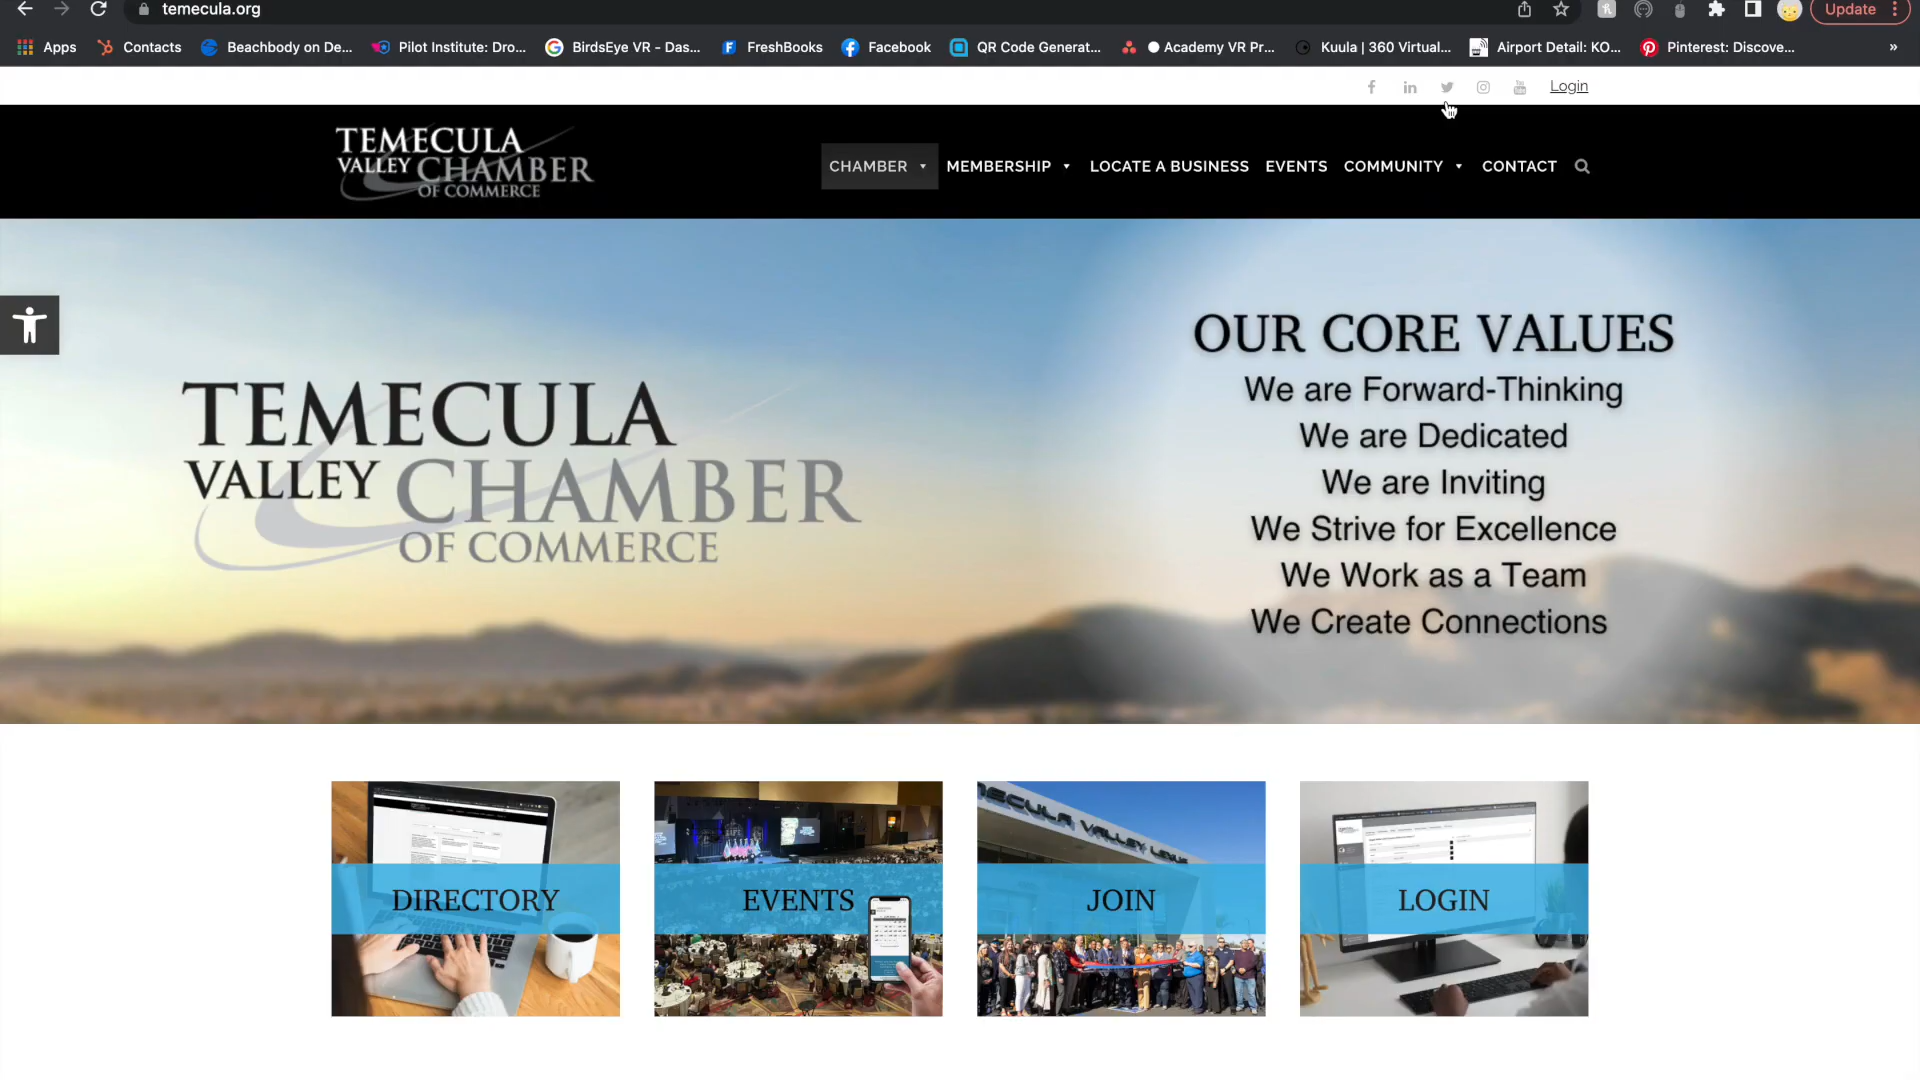 temecula.org
Update
Apps
Contacts
Beachbody on De...
Pilot Institute: Dro...
BirdsEye VR - Das...
FreshBooks
Facebook
QR Code Generat...
Academy VR Pr...
Kuula | 360 Virtual...
Airport Detail: KO...
Pinterest: Discove...
»
Login
TEMECULA
VALLEY CHAMBER
OF COMMERCE
CHAMBER
MEMBERSHIP
LOCATE A BUSINESS
EVENTS
COMMUNITY
CONTACT
TEMECULA
VALLEY CHAMBER
OF COMMERCE
OUR CORE VALUES
We are Forward-Thinking
We are Dedicated
We are Inviting
We Strive for Excellence
We Work as a Team
We Create Connections
DIRECTORY
EVENTS
TEMECULA VALLEY LEXUS
JOIN
LOGIN